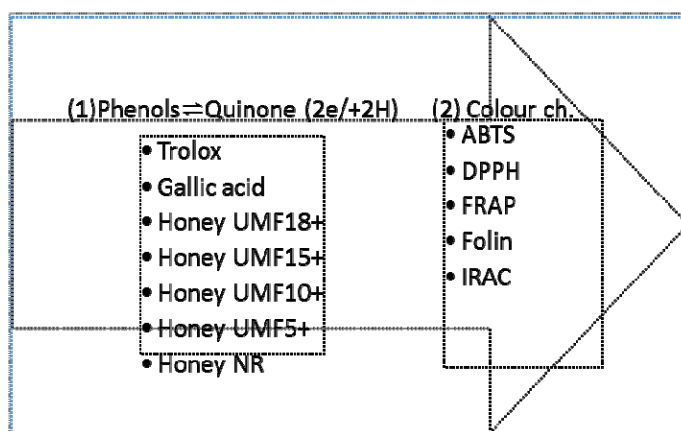 (1)Phenols⇌Quinone (2e/+2H) (2) Colour ch.
• Trolox
• Gallic acid
• Honey UMF18+
• Honey UMF15+
• Honey UMF10+
• Honey UMF5+
• Honey NR
• ABTS
• DPPH
• FRAP
• Folin
• IRAC